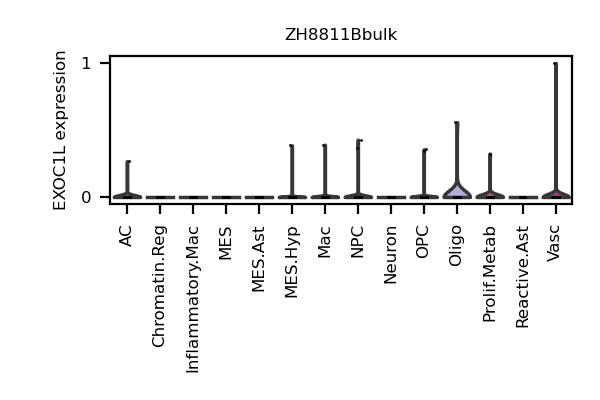 ZH8811Bbulk
EXOC1L expression
1
0
AC
Chromatin.Reg
Inflammatory.Mac
MES
MES.Ast
MES.Hyp
Mac
NPC
Neuron
OPC
Oligo
Prolif.Metab
Reactive.Ast
Vasc